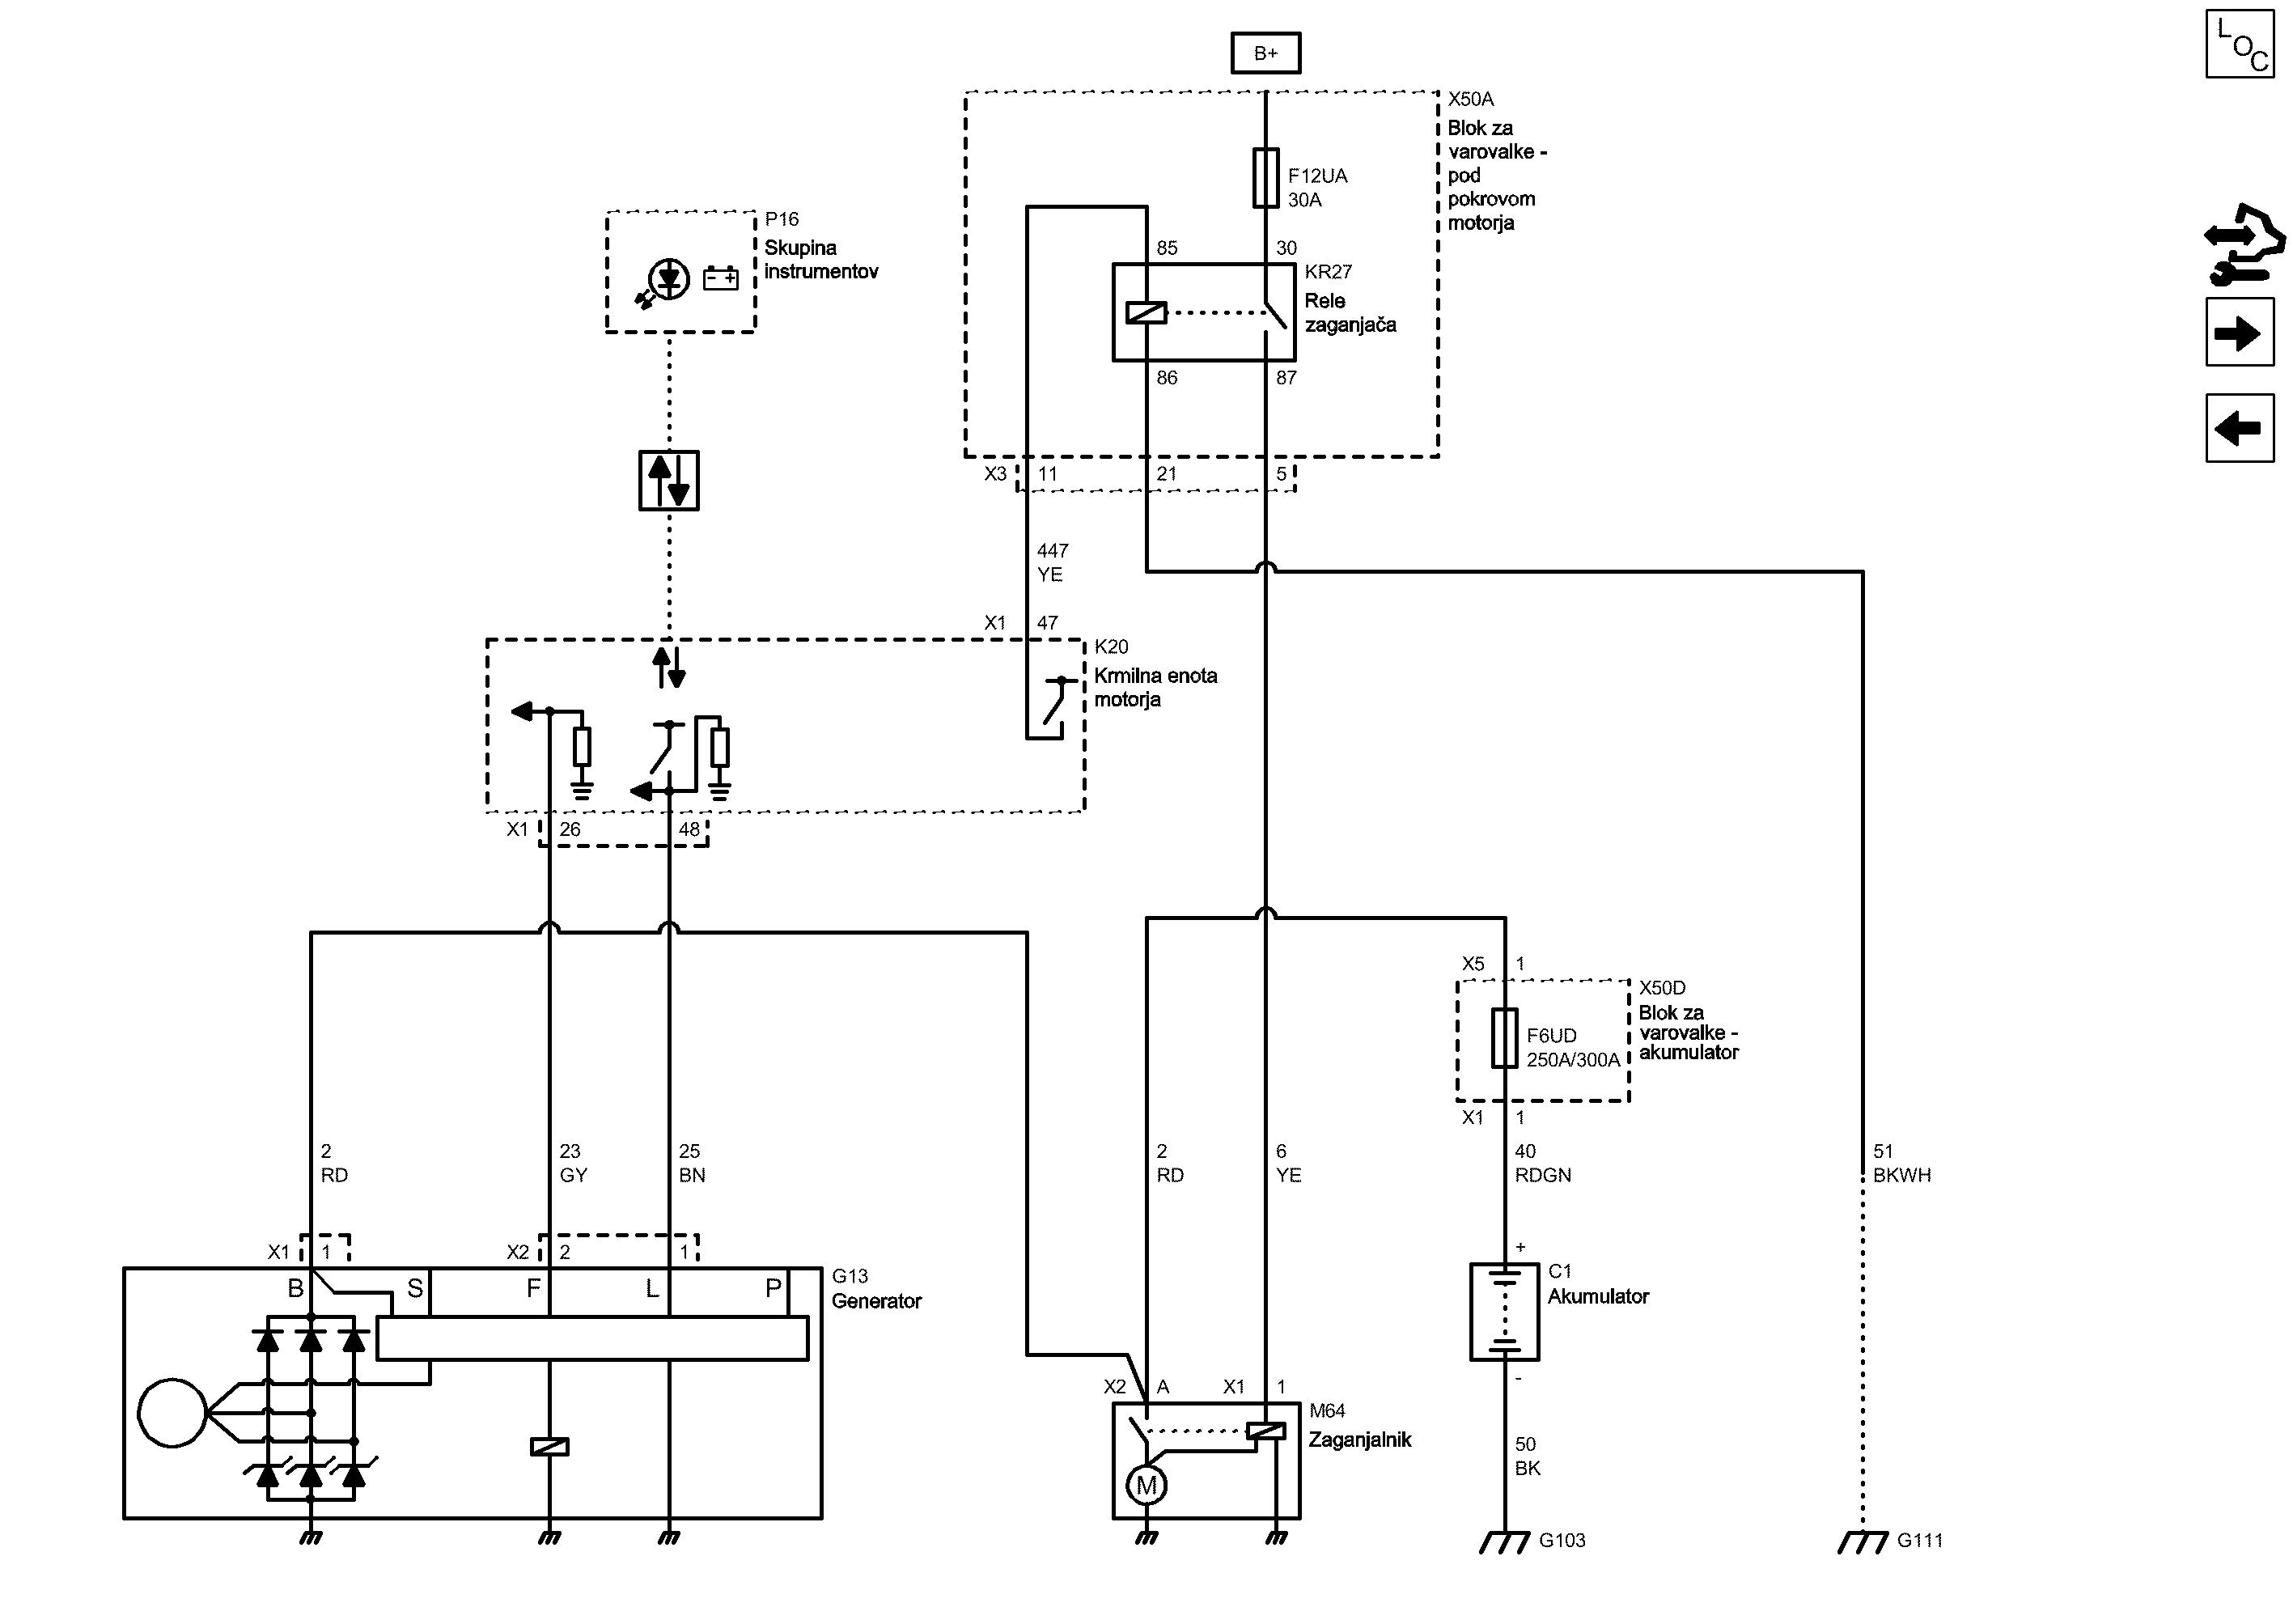 L
O
C
B+
X50A
Blok za
varovalke -
pod
pokrovom
motorja
F12UA
30A
P16
Skupina
instrumentov
85
30
KR27
Rele
zaganjača
86
87
X3
11
21
5
447
YE
X1
47
K20
Krmilna enota
motorja
X1
26
48
X5
1
X50D
Blok za
varovalke -
akumulator
F6UD
250A/300A
X1
1
2
RD
23
GY
25
BN
2
RD
6
YE
40
RDGN
51
BKWH
X1
1
X2
2
1
B
S
F
L
P
G13
Generator
+
C1
Akumulator
-
X2
A
X1
1
M64
Zaganjalnik
M
50
BK
G103
G111